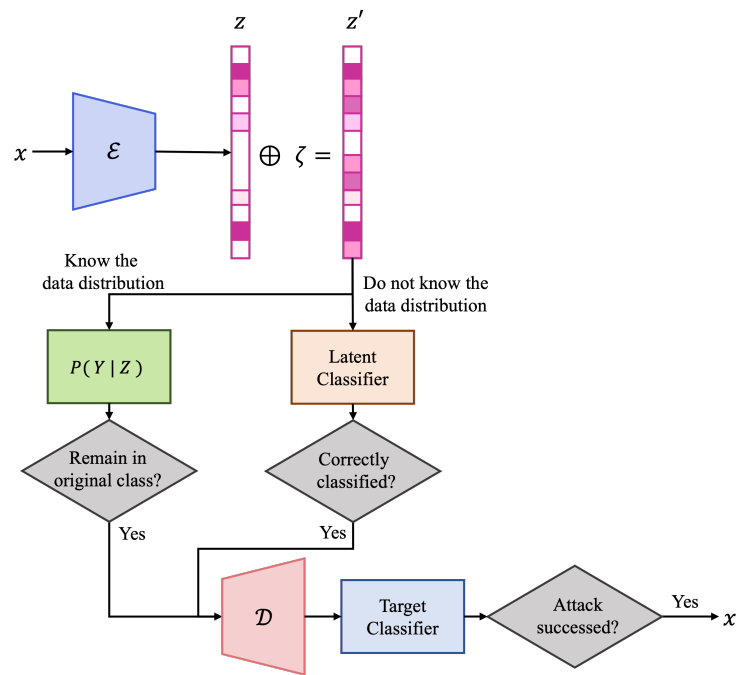 z z′
x ℰ ⊕ ζ =
Know the
data distribution
Do not know the
data distribution
P( Y | Z )
Latent
Classifier
Remain in
original class?
Correctly
classified?
Yes
Yes
𝒟
Target
Classifier
Attack
successed?
Yes
x